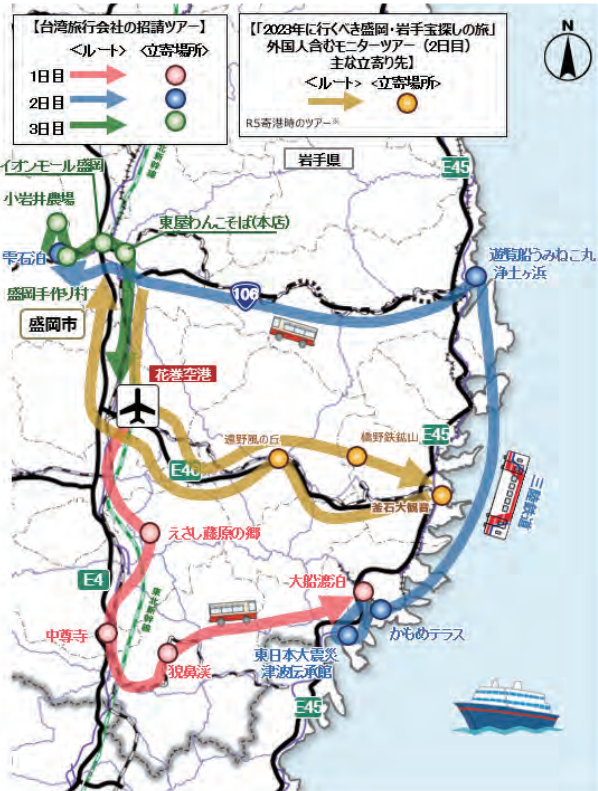 【台湾旅行会社の招請ツアー】
<ルート> <立寄場所>
1日目
2日目
3日目
【「2023年に行くべき盛岡・岩手宝探しの旅」
外国人含むモニターツアー(2日目)
主な立寄り先】
<ルート> <立寄場所>
R5寄港時のツアー※
N
岩手県
E45
東北新幹線
イオンモール盛岡
小岩井農場
東屋わんこそば(本店)
雫石泊
盛岡手作り村
盛岡市
106
遊覧船うみねこ丸
浄土ヶ浜
花巻空港
遠野風の丘
橋野鉄鉱山
E45
E46
釜石大観音
三陸鉄道
えさし藤原の郷
E4
大船渡泊
東北新幹線
中尊寺
猊鼻渓
かもめテラス
東日本大震災
津波伝承館
E45